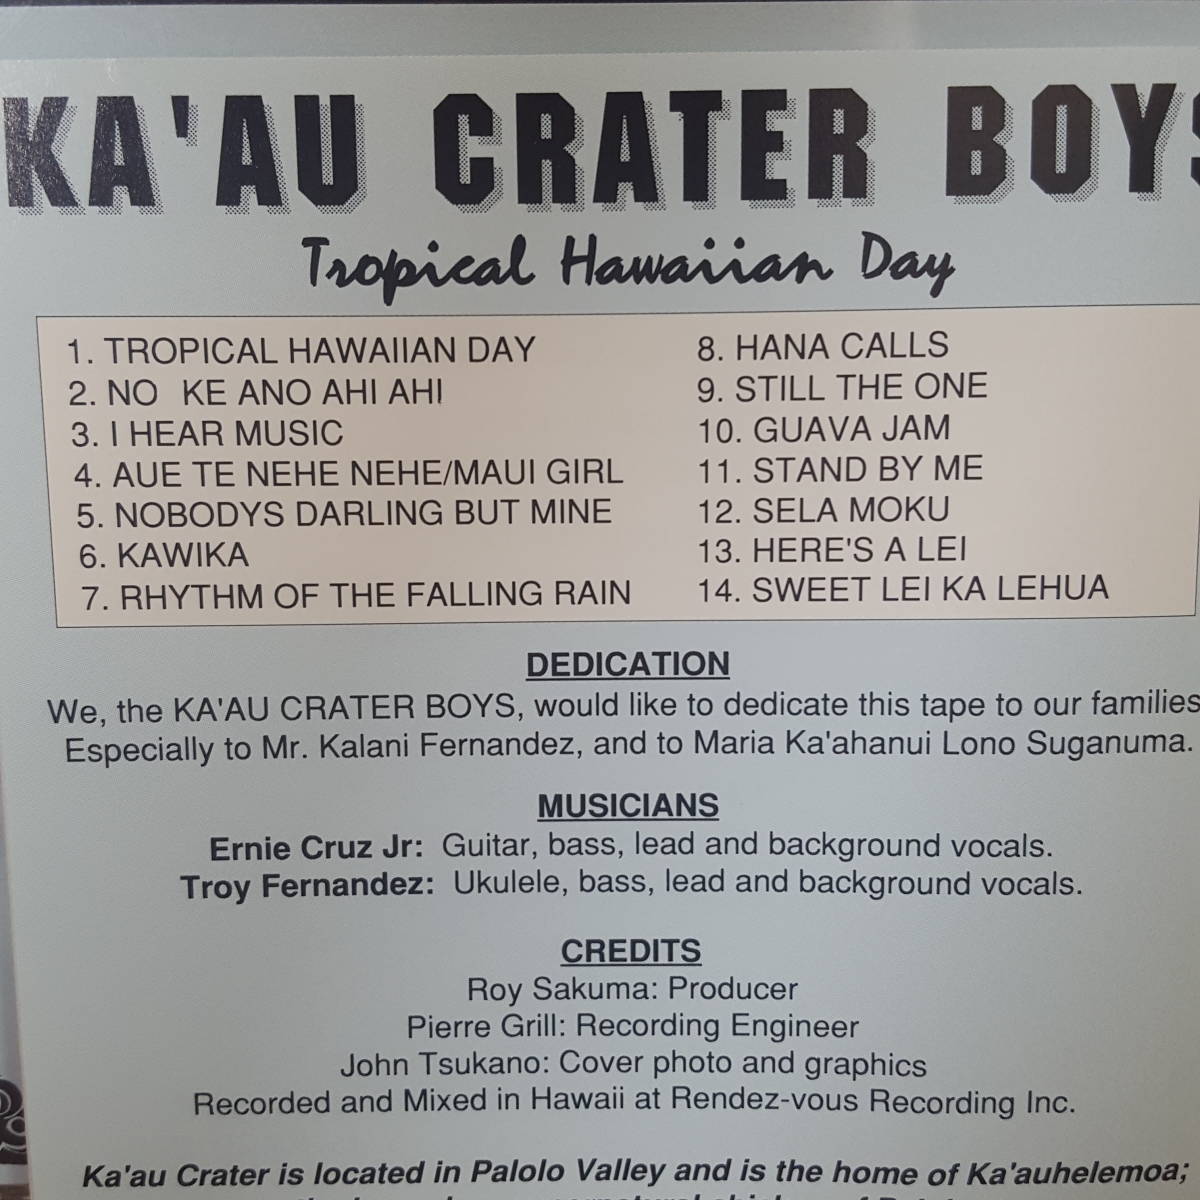 KA'AU CRATER BOYS
Tropical Hawaiian Day
1. TROPICAL HAWAIIAN DAY
2. NO KE ANO AHI AHI
3. I HEAR MUSIC
4. AUE TE NEHE NEHE/MAUI GIRL
5. NOBODYS DARLING BUT MINE
6. KAWIKA
7. RHYTHM OF THE FALLING RAIN
8. HANA CALLS
9. STILL THE ONE
10. GUAVA JAM
11. STAND BY ME
12. SELA MOKU
13. HERE'S A LEI
14. SWEET LEI KA LEHUA
DEDICATION
We, the KA'AU CRATER BOYS, would like to dedicate this tape to our families
Especially to Mr. Kalani Fernandez, and to Maria Ka'ahanui Lono Suganuma.
MUSICIANS
Ernie Cruz Jr: Guitar, bass, lead and background vocals.
Troy Fernandez: Ukulele, bass, lead and background vocals.
CREDITS
Roy Sakuma: Producer
Pierre Grill: Recording Engineer
John Tsukano: Cover photo and graphics
Recorded and Mixed in Hawaii at Rendez-vous Recording Inc.
Ka'au Crater is located in Palolo Valley and is the home of Ka'auhelemoa;